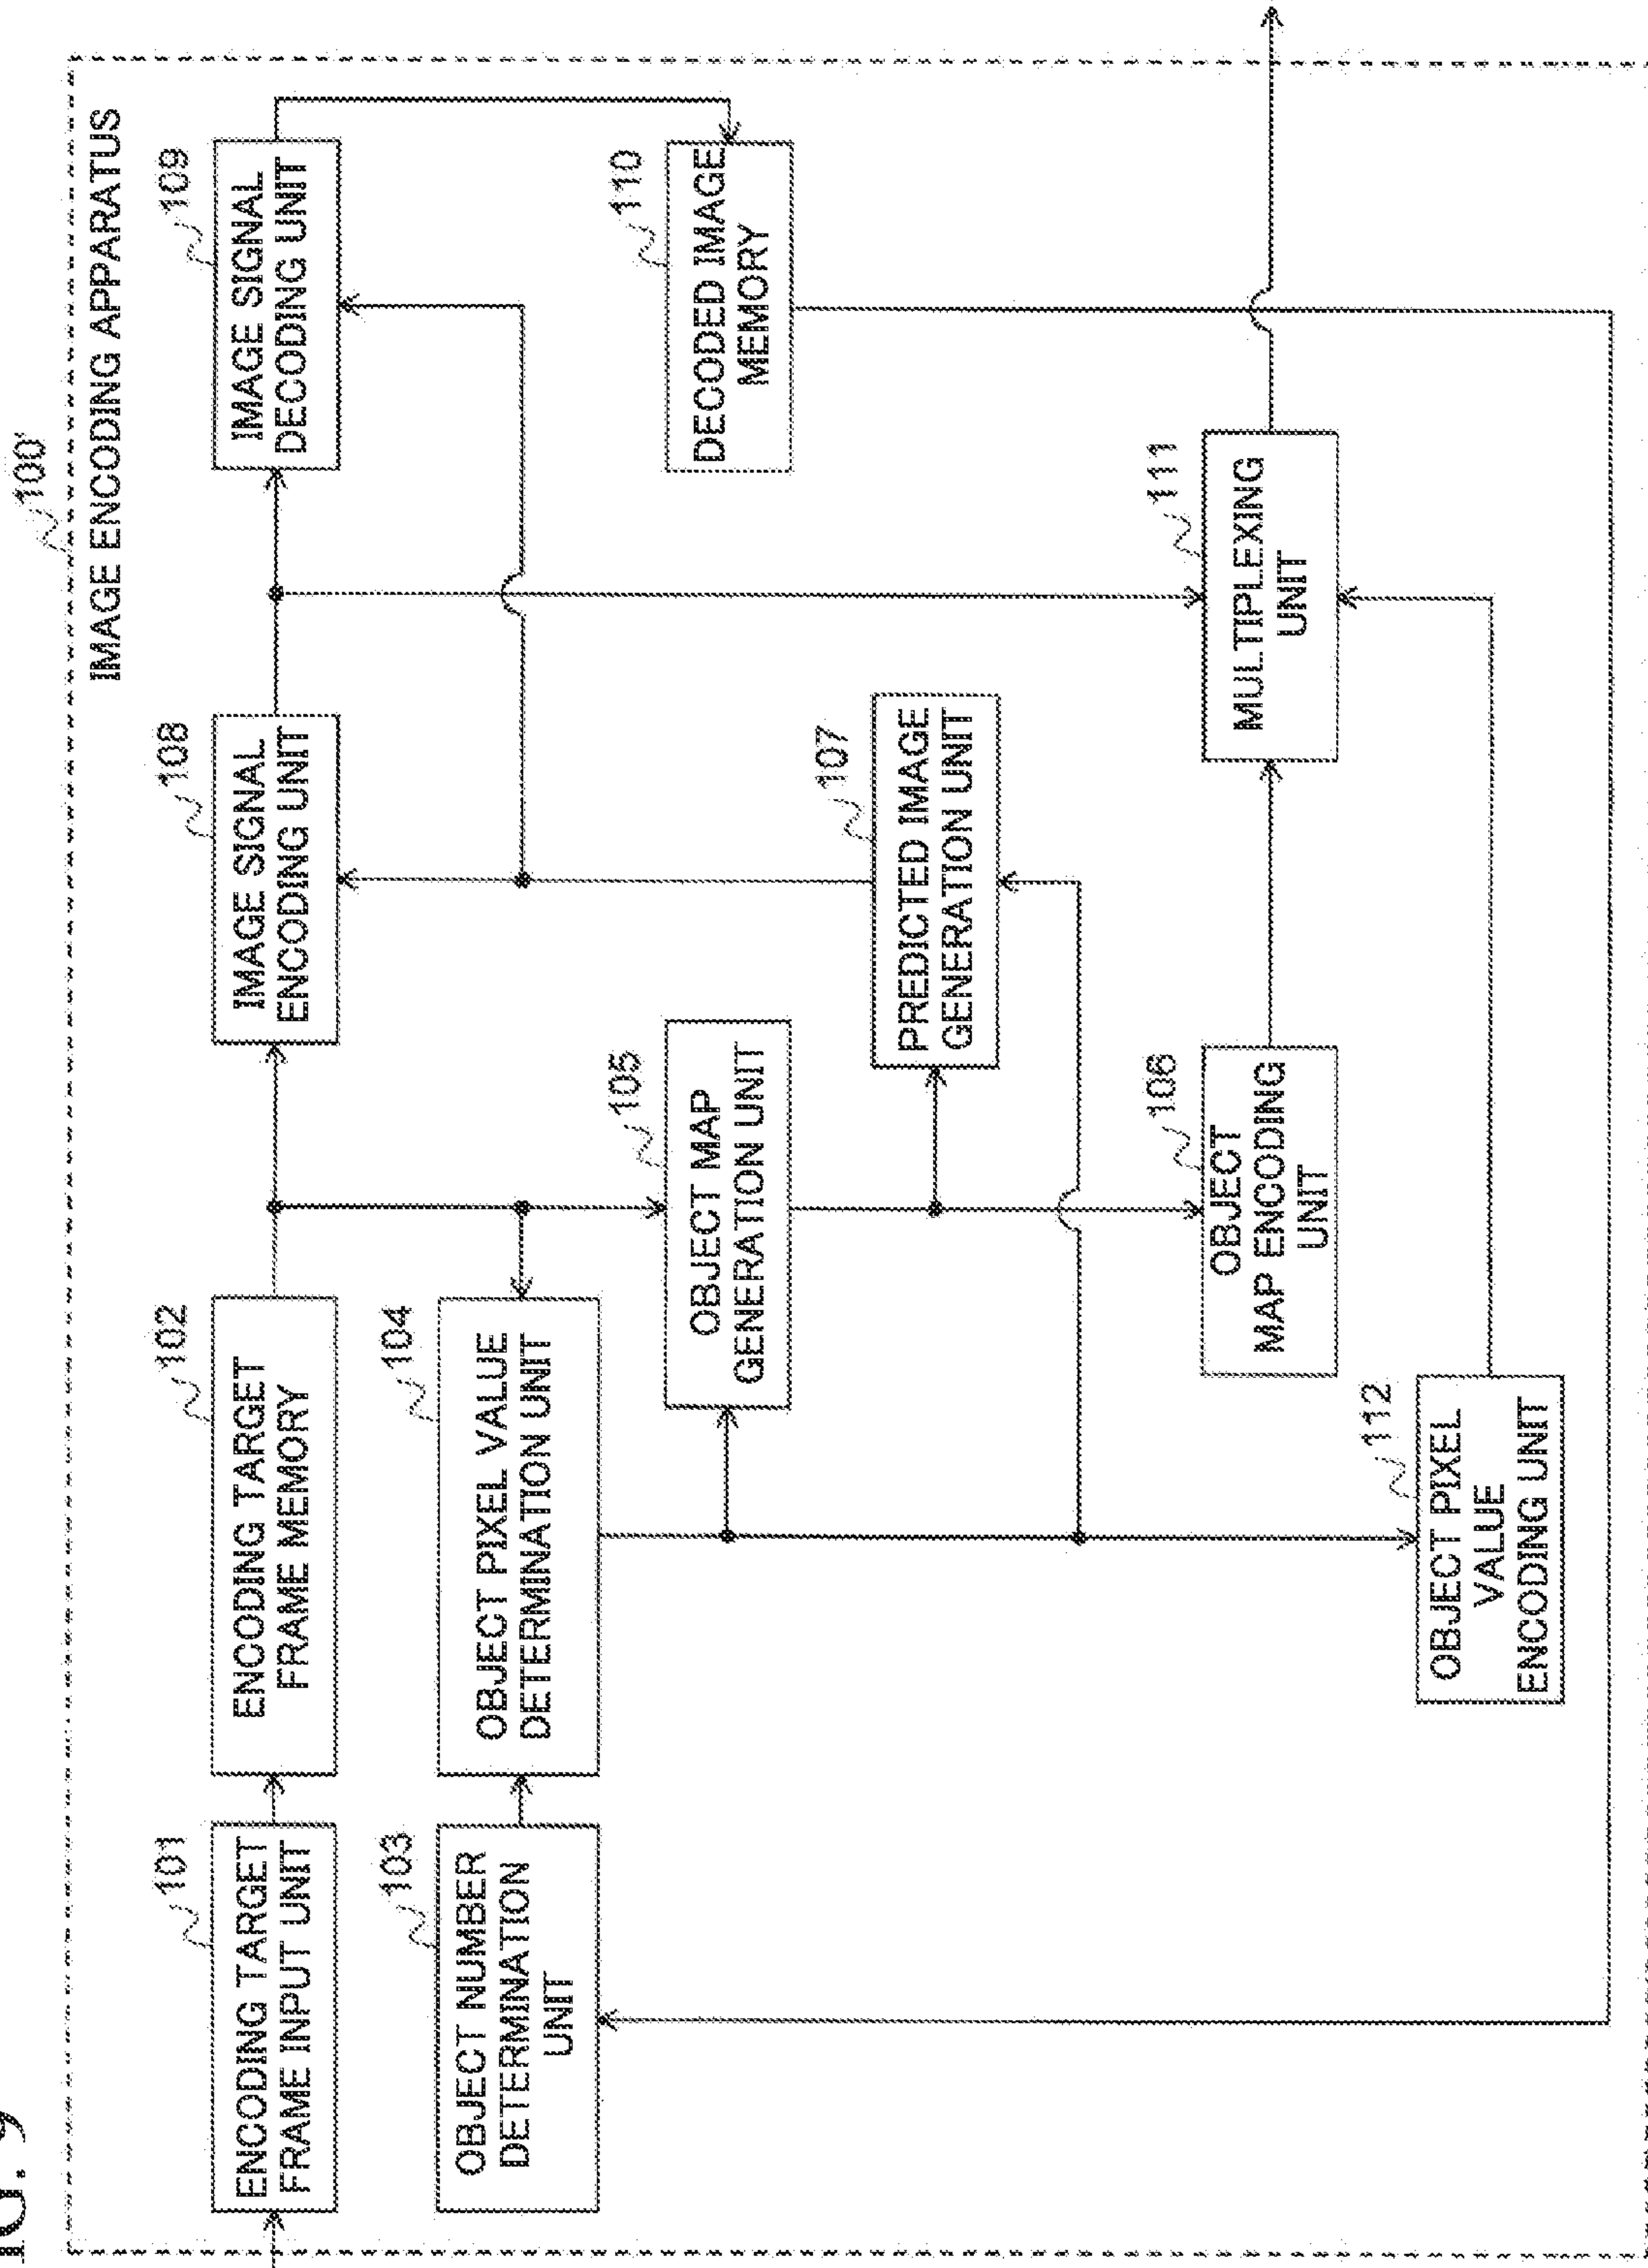 FIG. 9
100'
IMAGE ENCODING APPARATUS
101
ENCODING TARGET
FRAME INPUT UNIT
102
ENCODING TARGET
FRAME MEMORY
108
IMAGE SIGNAL
ENCODING UNIT
109
IMAGE SIGNAL
DECODING UNIT
103
OBJECT NUMBER
DETERMINATION
UNIT
104
OBJECT PIXEL VALUE
DETERMINATION UNIT
105
OBJECT MAP
GENERATION UNIT
110
DECODED IMAGE
MEMORY
107
PREDICTED IMAGE
GENERATION UNIT
106
OBJECT
MAP ENCODING
UNIT
111
MULTIPLEXING
UNIT
112
OBJECT PIXEL
VALUE
ENCODING UNIT